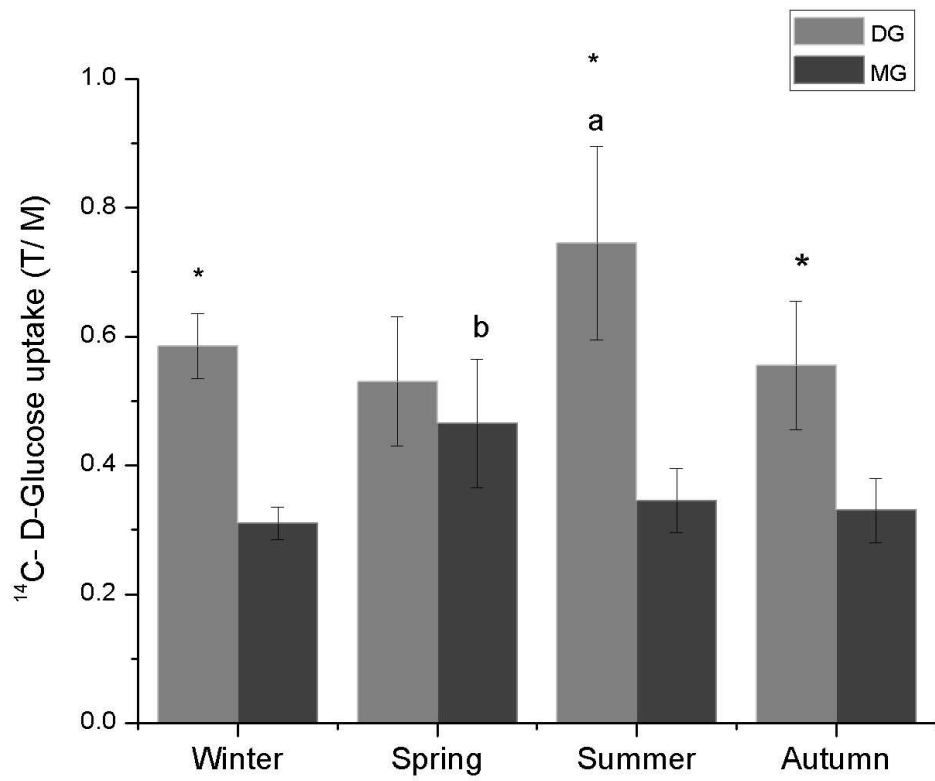 DG
MG
*
1.0
a
0.8
*
*
b
0.6
0.4
0.2
0.0
¹⁴C- D-Glucose uptake (T/ M)
Winter Spring Summer Autumn